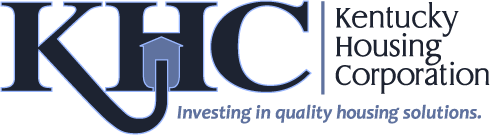 KHC
Kentucky
Housing
Corporation
Investing in quality housing solutions.